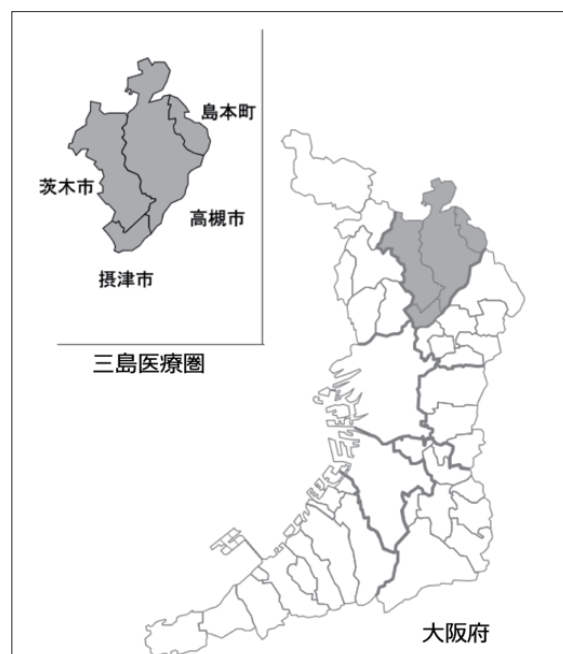 島本町
茨木市
高槻市
摂津市
三島医療圏
大阪府